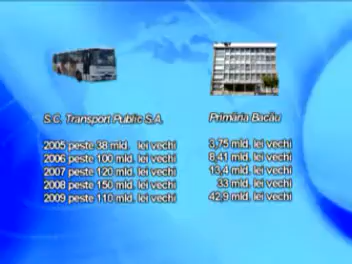 S.C. Transport Public S.A.
2005 peste 38 mld. lei vechi
2006 peste 100 mld. lei vechi
2007 peste 120 mld. lei vechi
2008 peste 150 mld. lei vechi
2009 peste 110 mld. lei vechi
Primăria Bacău
3,75 mld. lei vechi
8,41 mld. lei vechi
13,4 mld. lei vechi
33 mld. lei vechi
42,9 mld. lei vechi